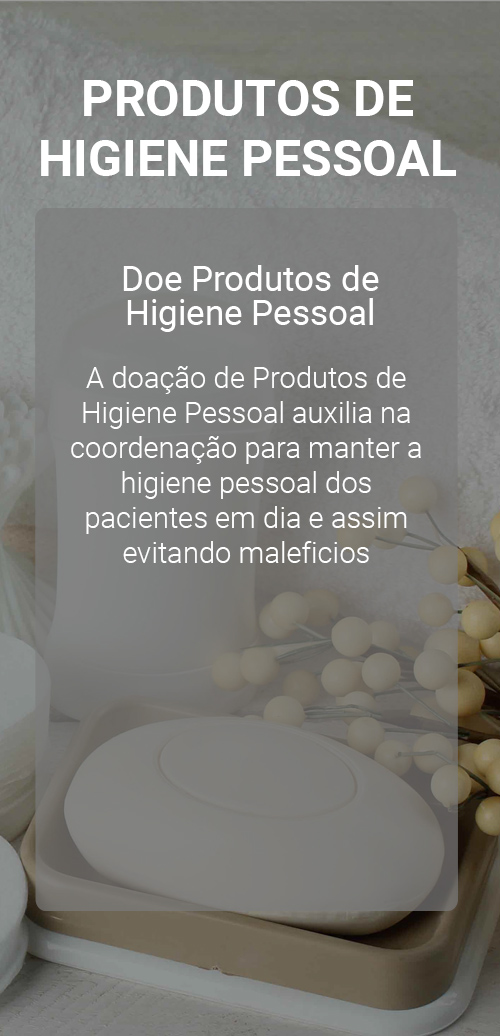 PRODUTOS DE
HIGIENE PESSOAL
Doe Produtos de
Higiene Pessoal
A doação de Produtos de
Higiene Pessoal auxilia na
coordenação para manter a
higiene pessoal dos
pacientes em dia e assim
evitando maleficios